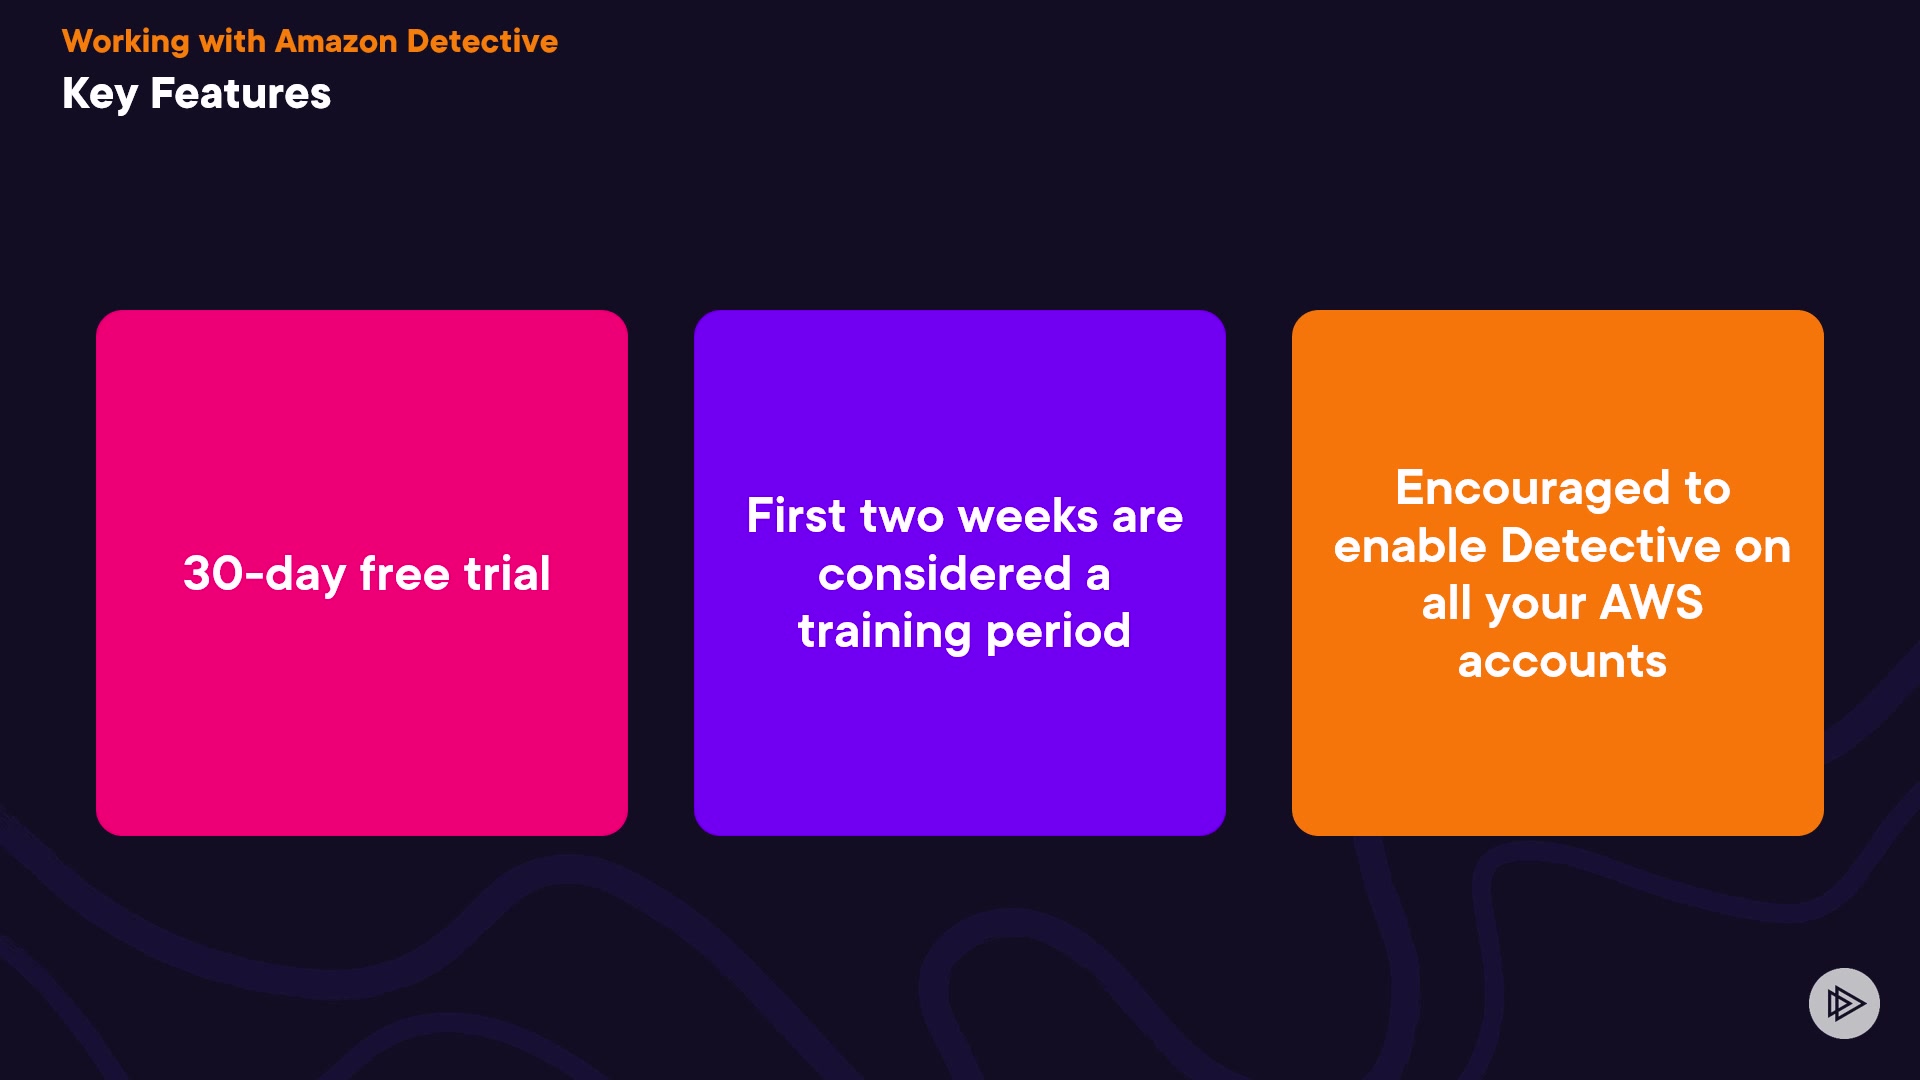 Working with Amazon Detective
Key Features
30-day free trial
First two weeks are
considered a
training period
Encouraged to
enable Detective on
all your AWS
accounts